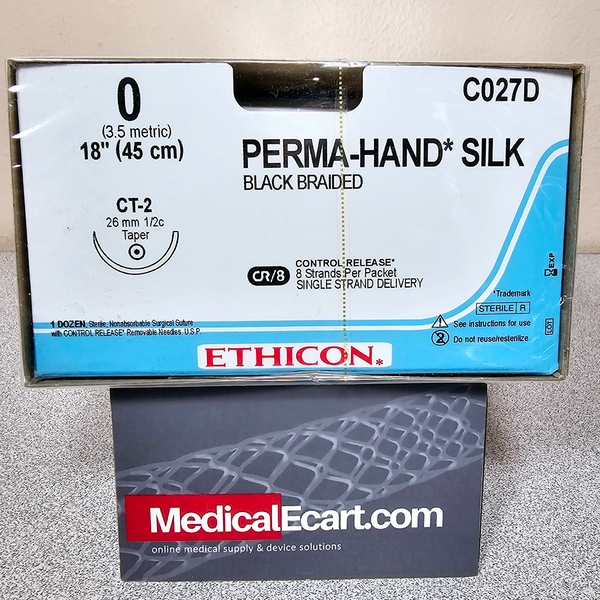 0
(3.5 metric)
18" (45 cm)
C027D
PERMA-HAND* SILK
BLACK BRAIDED
CT-2
26 mm 1/2c
Taper
CR/8
CONTROL RELEASE*
8 Strands Per Packet
SINGLE STRAND DELIVERY
EXP
*Trademark
STERILE R
LOT
See instructions for use
2
Do not reuse/resterilize.
1 DOZEN, Sterile, Nonabsorbable Surgical Suture
with CONTROL RELEASE* Removable Needles, U.S.P.
ETHICON*
MedicalEcart.com
online medical supply & device solutions